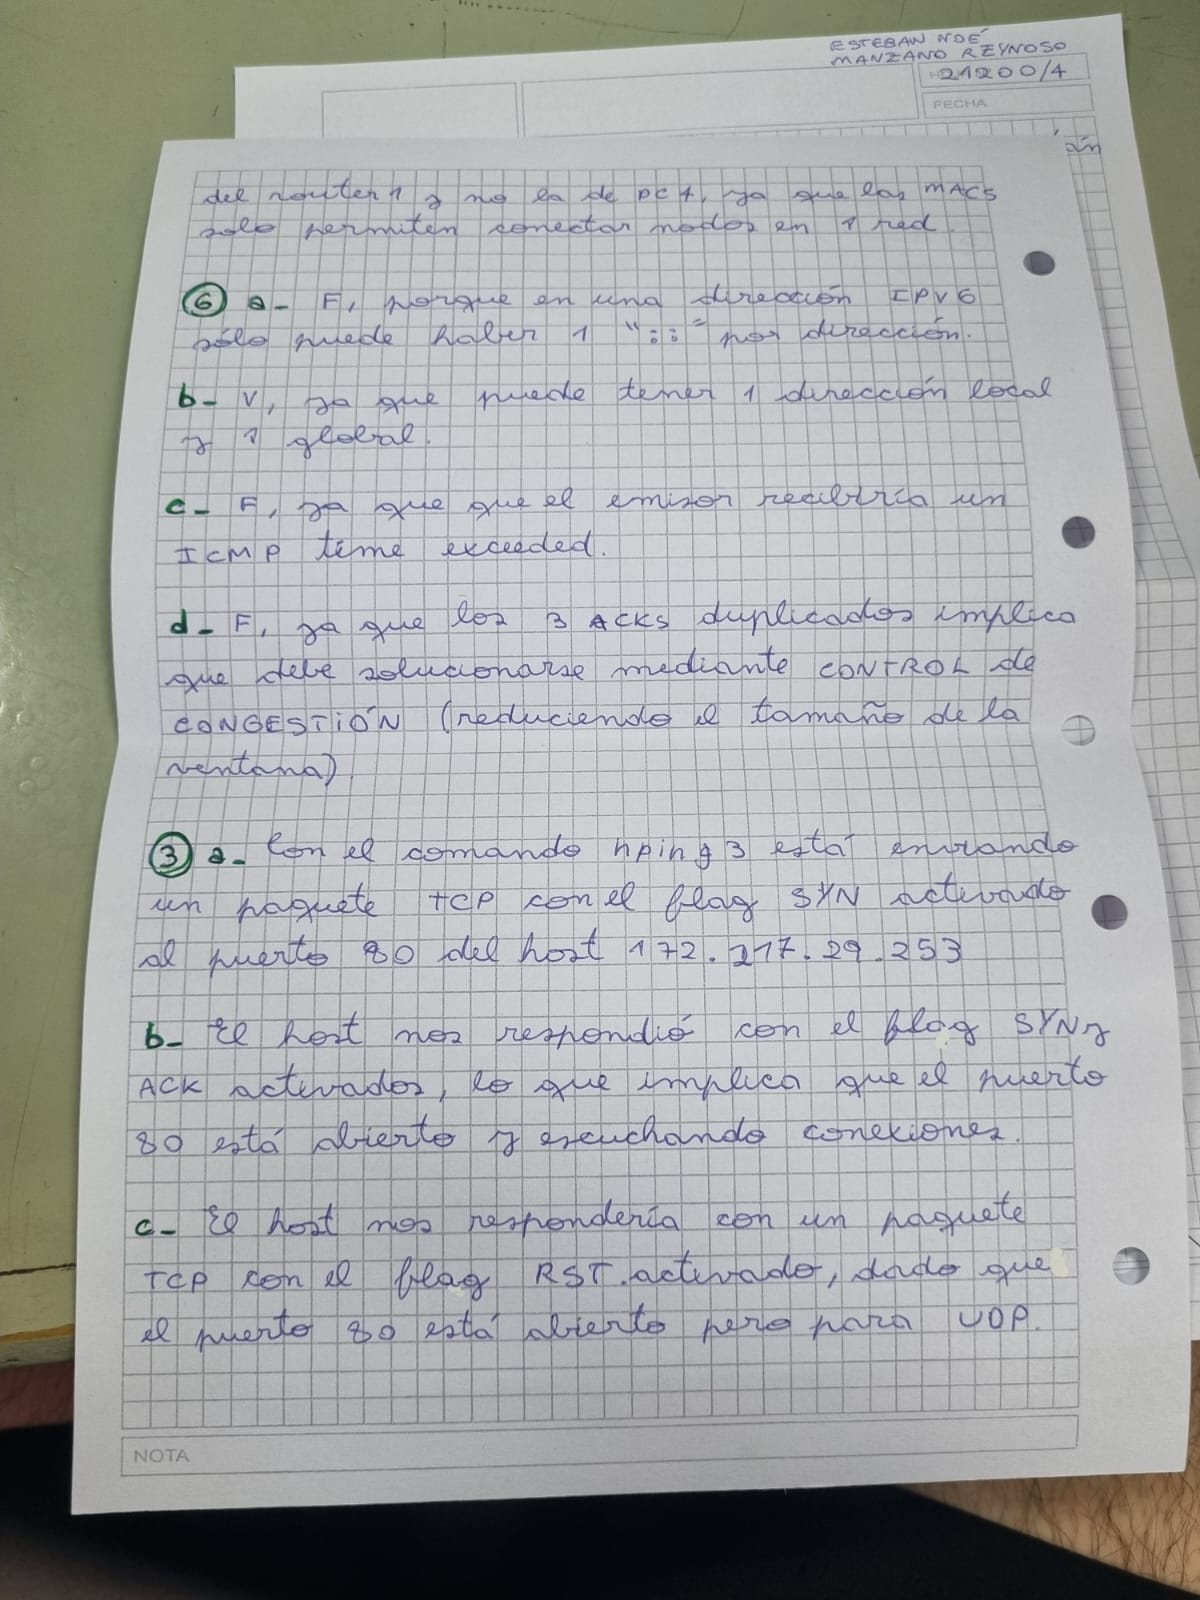 ESTEBAN NOÉ
MANZANO REYNOSO
21200/4
FECHA
del router 1 y no la de PC1, ya que las MACS
solo permiten conectar nodos en 1 red.
6 a- F, porque en una dirección IPV6
sólo puede haber 1 "::" por dirección.
b- V, ya que puede tener 1 dirección local
y 1 global.
c- F, ya que que el emisor recibiría un
ICMP time exceeded.
d- F, ya que los 3 ACKS duplicados implica
que debe solucionarse mediante CONTROL de
CONGESTIÓN (reduciendo el tamaño de la
ventana)
3 a- Con el comando hping3 está enviando
un paquete TCP con el flag SYN activado
al puerto 80 del host 172.217.29.253
b- El host nos respondió con el flag SYN y
ACK activados, lo que implica que el puerto
80 está abierto y escuchando conexiones.
c- El host nos respondería con un paquete
TCP con el flag RST activado, dado que
el puerto 80 está abierto pero para UDP.
NOTA